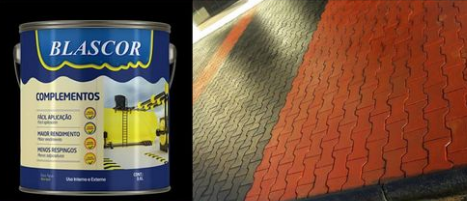 BLASCOR
COMPLEMENTOS
FÁCIL APLICAÇÃO
MAIOR RENDIMENTO
MENOS RESPINGOS
Uso Interno e Externo